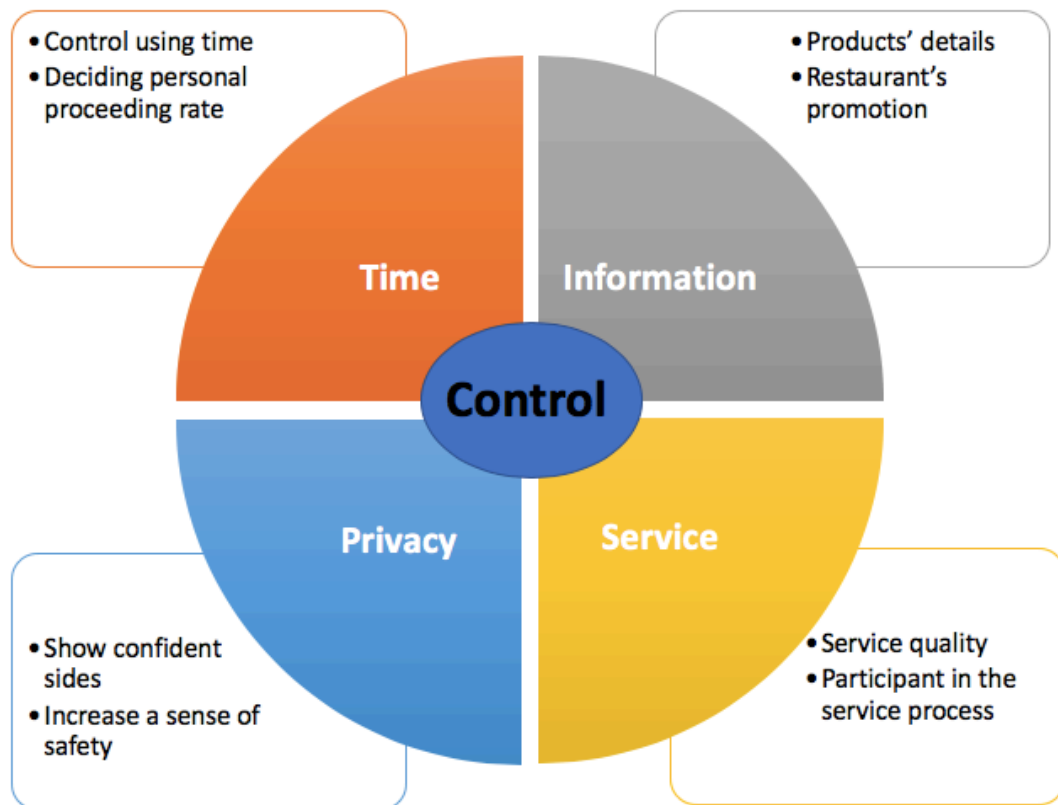 • Control using time
• Deciding personal
proceeding rate
• Products’ details
• Restaurant’s
promotion
Time
Information
Control
Privacy
Service
• Show confident
sides
• Increase a sense of
safety
• Service quality
• Participant in the
service process